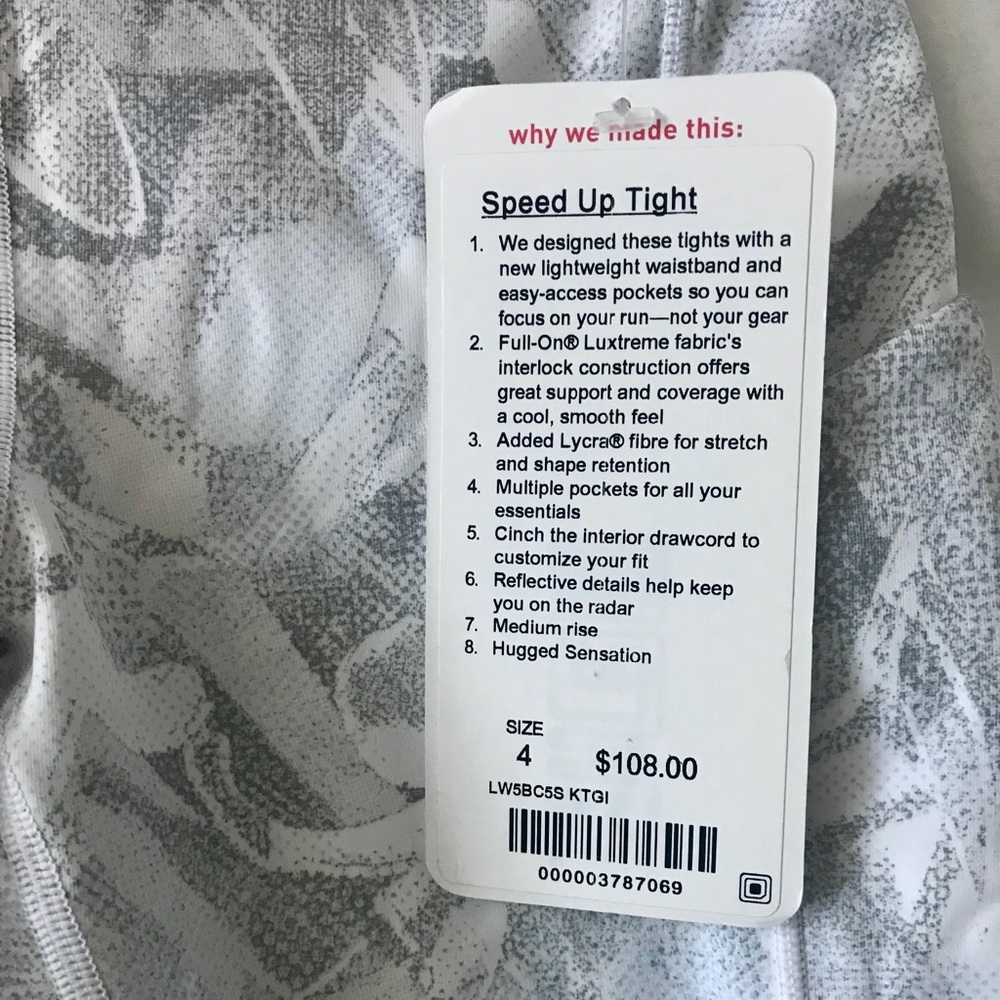 why we made this:
Speed Up Tight
1. We designed these tights with a
new lightweight waistband and
easy-access pockets so you can
focus on your run—not your gear
2. Full-On® Luxtreme fabric's
interlock construction offers
great support and coverage with
a cool, smooth feel
3. Added Lycra® fibre for stretch
and shape retention
4. Multiple pockets for all your
essentials
5. Cinch the interior drawcord to
customize your fit
6. Reflective details help keep
you on the radar
7. Medium rise
8. Hugged Sensation
SIZE
4 $108.00
LW5BC5S KTGI
000003787069